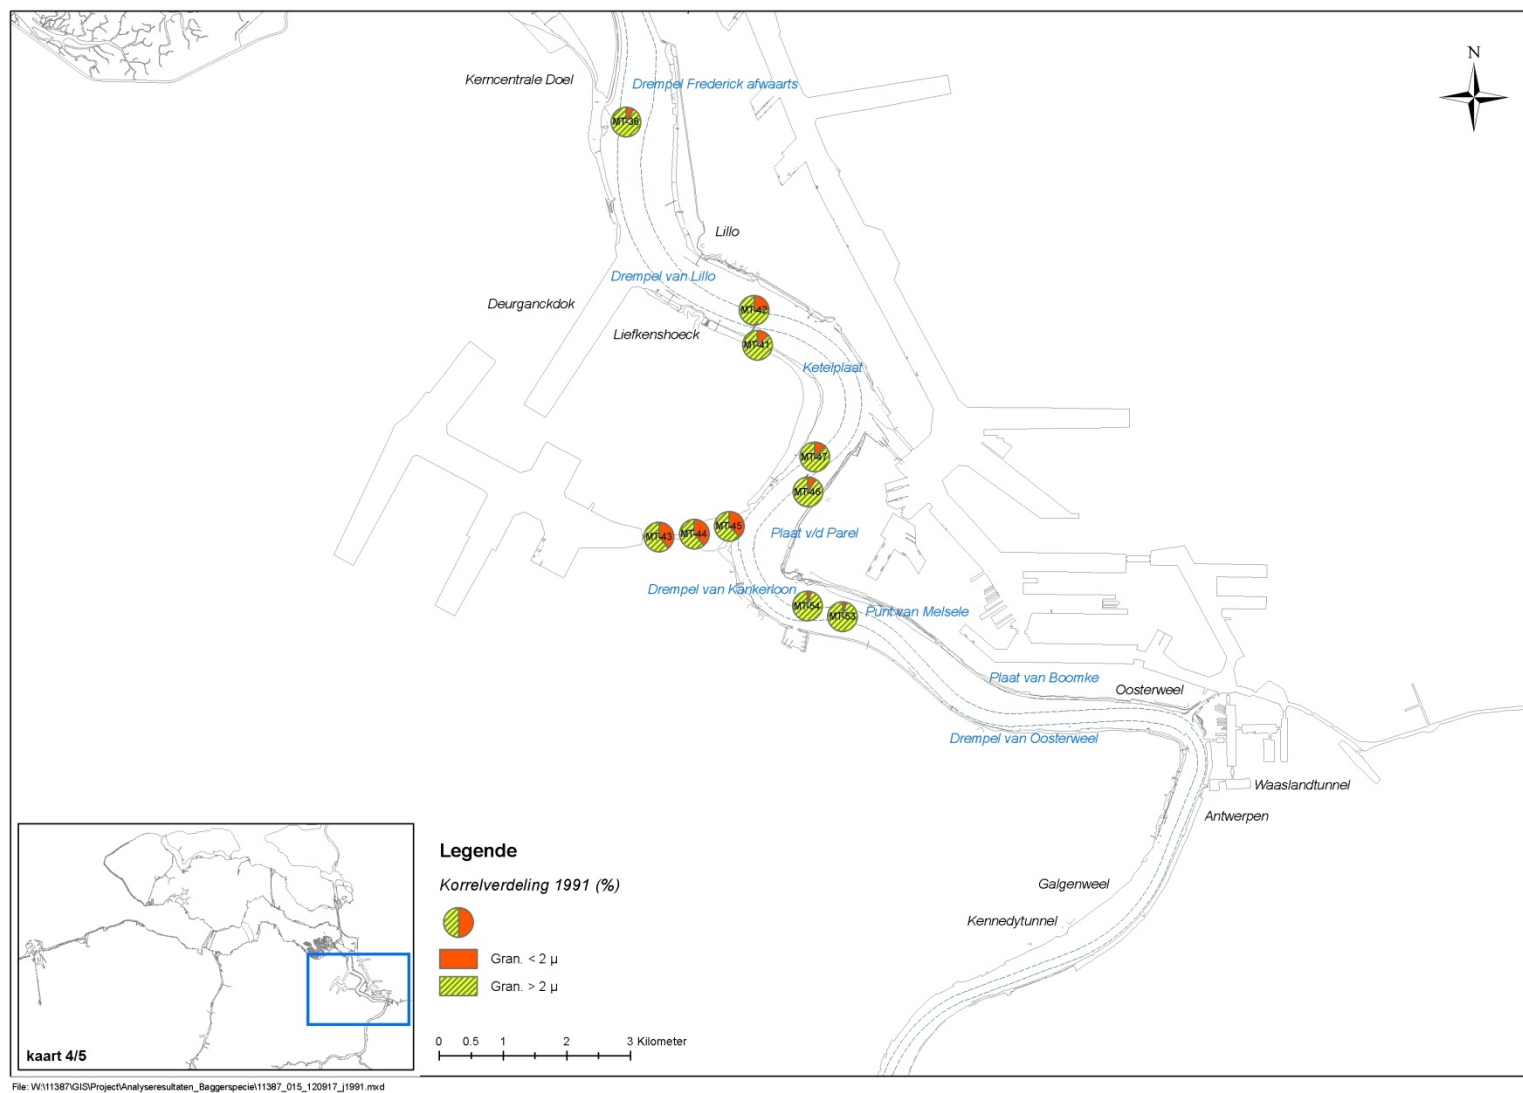 N
Kerncentrale Doel
Drempel Frederick afwaarts
MT-38
Lillo
Drempel van Lillo
Deurganckdok
MT-42
Liefkenshoeck
MT-41
Ketelplaat
MT-47
MT-46
MT-45
MT-44
MT-43
Plaat v/d Parel
Drempel van Kankerloon
MT-54
MT-53
Punt van Melsele
Plaat van Boomke
Oosterweel
Drempel van Oosterweel
Waaslandtunnel
Antwerpen
Galgenweel
Kennedytunnel
Legende
Korrelverdeling 1991 (%)
Gran. < 2 µ
Gran. > 2 µ
0 0.5 1 2 3 Kilometer
kaart 4/5
File: W:\11387\GIS\Project\Analyseresultaten_Baggerspecie\11387_015_120917_j1991.mxd